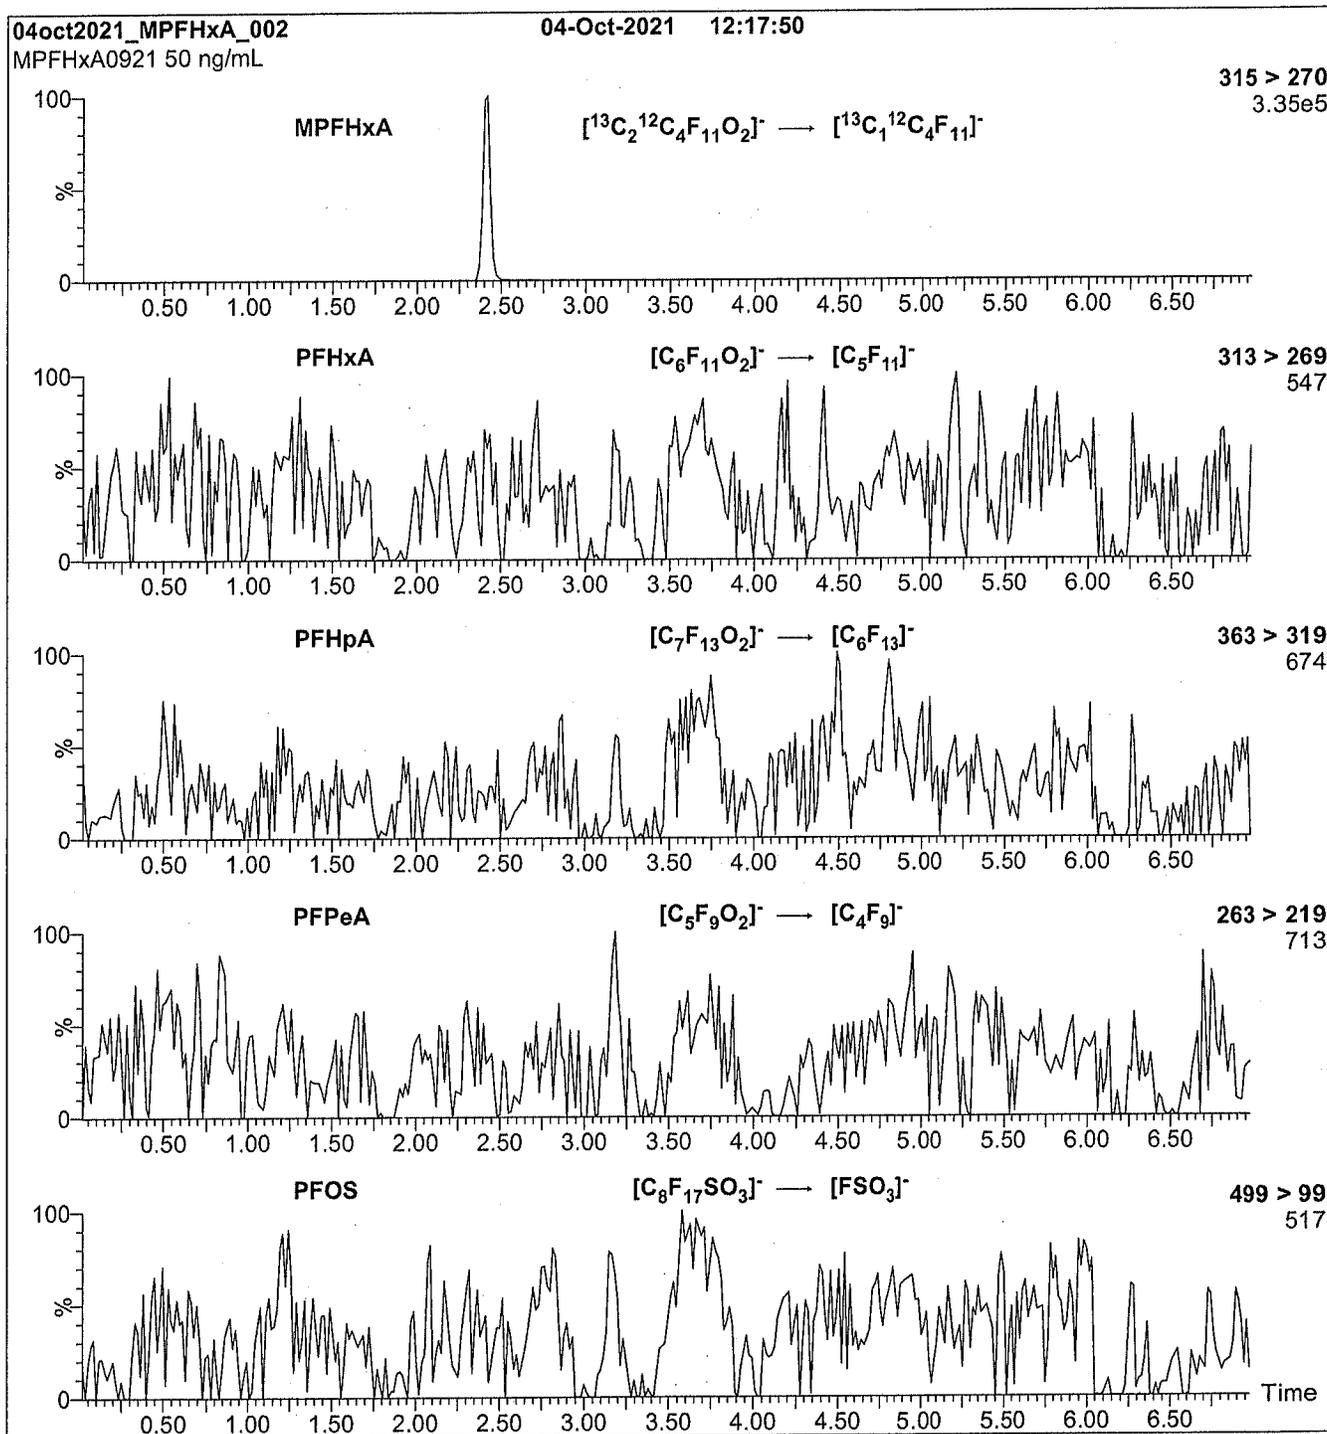 04oct2021_MPFHxA_002 04-Oct-2021 12:17:50
MPFHxA0921 50 ng/mL
315 > 270
3.35e5
MPFHxA [¹³C₂¹²C₄F₁₁O₂]⁻ → [¹³C₁¹²C₄F₁₁]⁻
100
%
0
0.50 1.00 1.50 2.00 2.50 3.00 3.50 4.00 4.50 5.00 5.50 6.00 6.50
PFHxA [C₆F₁₁O₂]⁻ → [C₅F₁₁]⁻ 313 > 269
547
100
%
0
0.50 1.00 1.50 2.00 2.50 3.00 3.50 4.00 4.50 5.00 5.50 6.00 6.50
PFHpA [C₇F₁₃O₂]⁻ → [C₆F₁₃]⁻ 363 > 319
674
100
%
0
0.50 1.00 1.50 2.00 2.50 3.00 3.50 4.00 4.50 5.00 5.50 6.00 6.50
PFPeA [C₅F₉O₂]⁻ → [C₄F₉]⁻ 263 > 219
713
100
%
0
0.50 1.00 1.50 2.00 2.50 3.00 3.50 4.00 4.50 5.00 5.50 6.00 6.50
PFOS [C₈F₁₇SO₃]⁻ → [FSO₃]⁻ 499 > 99
517
100
%
0
Time
0.50 1.00 1.50 2.00 2.50 3.00 3.50 4.00 4.50 5.00 5.50 6.00 6.50